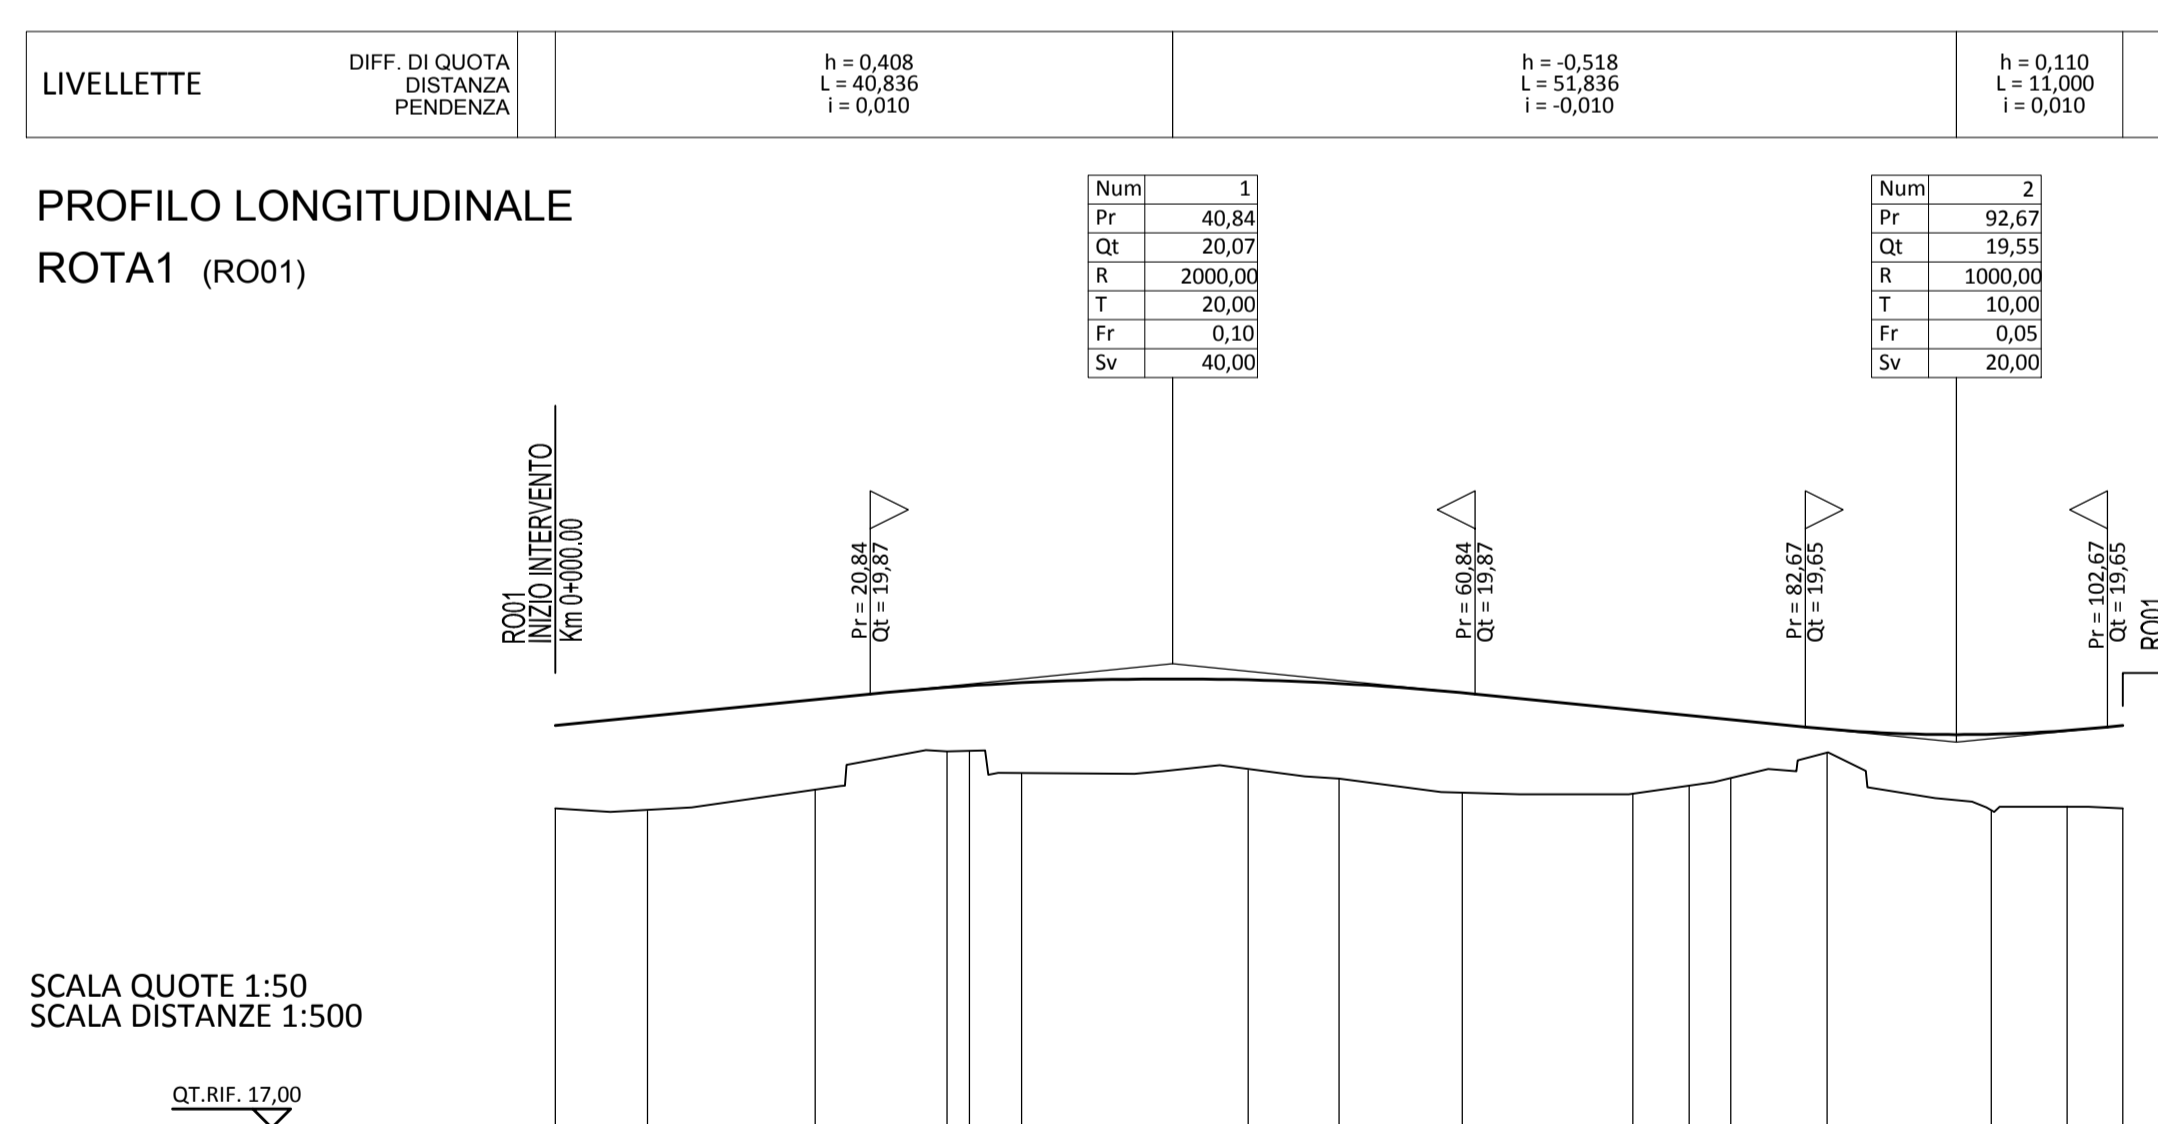 LIVELLETTE
DIFF. DI QUOTA
DISTANZA
PENDENZA
h = 0,408
L = 40,836
i = 0,010
h = -0,518
L = 51,836
i = -0,010
h = 0,110
L = 11,000
i = 0,010
PROFILO LONGITUDINALE
ROTA1 (RO01)
Num 1
Pr 40,84
Qt 20,07
R 2000,00
T 20,00
Fr 0,10
Sv 40,00
Num 2
Pr 92,67
Qt 19,55
R 1000,00
T 10,00
Fr 0,05
Sv 20,00
RO01
INIZIO INTERVENTO
Km 0+000.00
Pr = 20,84
Qt = 19,87
Pr = 60,84
Qt = 19,87
Pr = 82,67
Qt = 19,65
Pr = 102,67
Qt = 19,65
RO01
SCALA QUOTE 1:50
SCALA DISTANZE 1:500
QT.RIF. 17,00